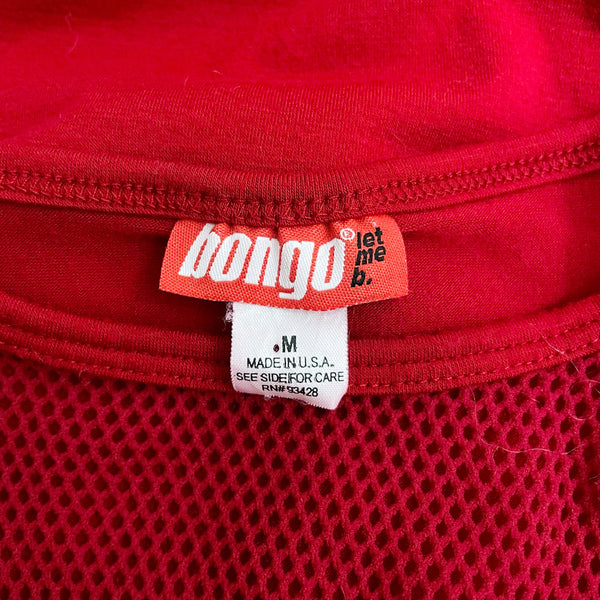 bongo®
let
me
b.
M
MADE IN U.S.A.
SEE SIDE FOR CARE
RN# 93428